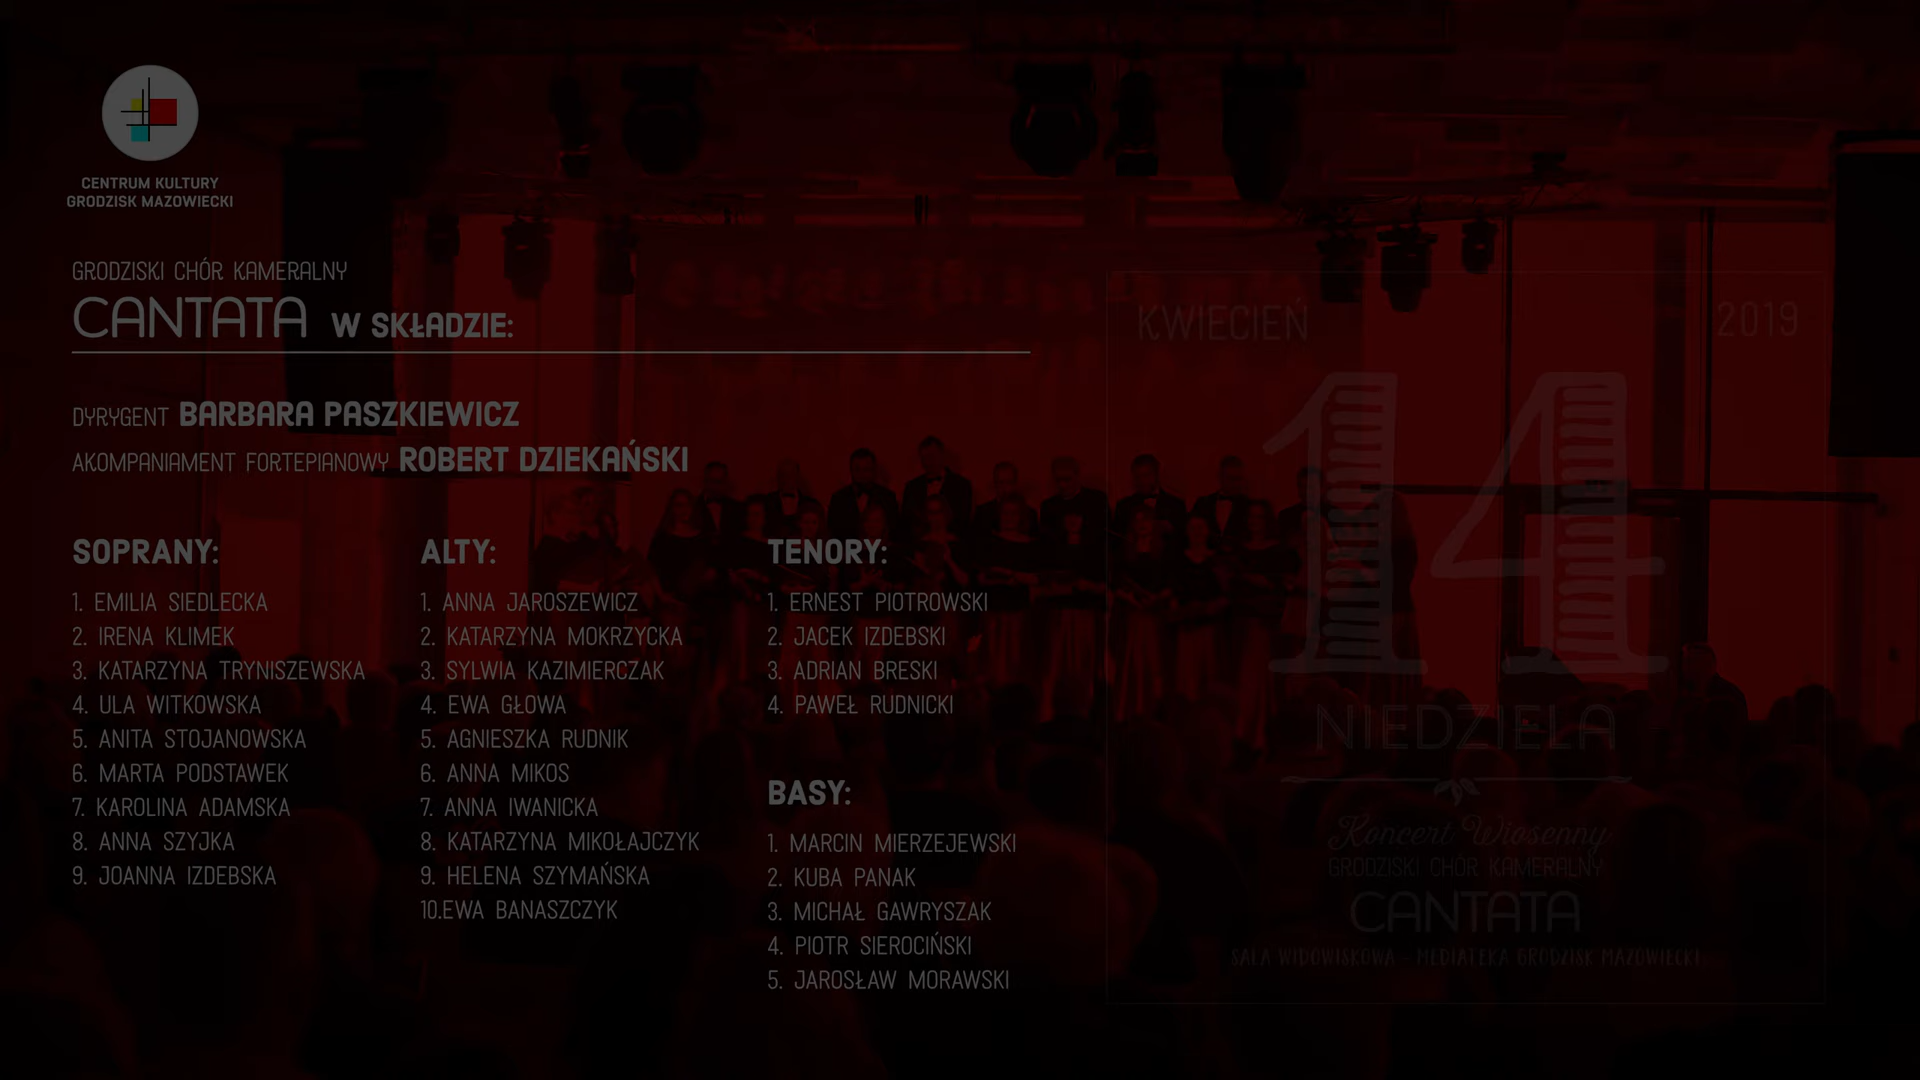 CENTRUM KULTURY
GRODZISK MAZOWIECKI
GRODZISKI CHÓR KAMERALNY
CANTATA W SKŁADZIE:
DYRYGENT BARBARA PASZKIEWICZ
AKOMPANIAMENT FORTEPIANOWY ROBERT DZIEKAŃSKI
SOPRANY:
1. EMILIA SIEDLECKA
2. IRENA KLIMEK
3. KATARZYNA TRYNISZEWSKA
4. ULA WITKOWSKA
5. ANITA STOJANOWSKA
6. MARTA PODSTAWEK
7. KAROLINA ADAMSKA
8. ANNA SZYJKA
9. JOANNA IZDEBSKA
ALTY:
1. ANNA JAROSZEWICZ
2. KATARZYNA MOKRZYCKA
3. SYLWIA KAZIMIERCZAK
4. EWA GŁOWA
5. AGNIESZKA RUDNIK
6. ANNA MIKOS
7. ANNA IWANICKA
8. KATARZYNA MIKOŁAJCZYK
9. HELENA SZYMAŃSKA
10.EWA BANASZCZYK
TENORY:
1. ERNEST PIOTROWSKI
2. JACEK IZDEBSKI
3. ADRIAN BRESKI
4. PAWEŁ RUDNICKI
BASY:
1. MARCIN MIERZEJEWSKI
2. KUBA PANAK
3. MICHAŁ GAWRYSZAK
4. PIOTR SIEROCIŃSKI
5. JAROSŁAW MORAWSKI
KWIECIEŃ 2019
14
NIEDZIELA
Koncert Wiosenny
GRODZISKI CHÓR KAMERALNY
CANTATA
SALA WIDOWISKOWA - MEDIATEKA GRODZISK MAZOWIECKI